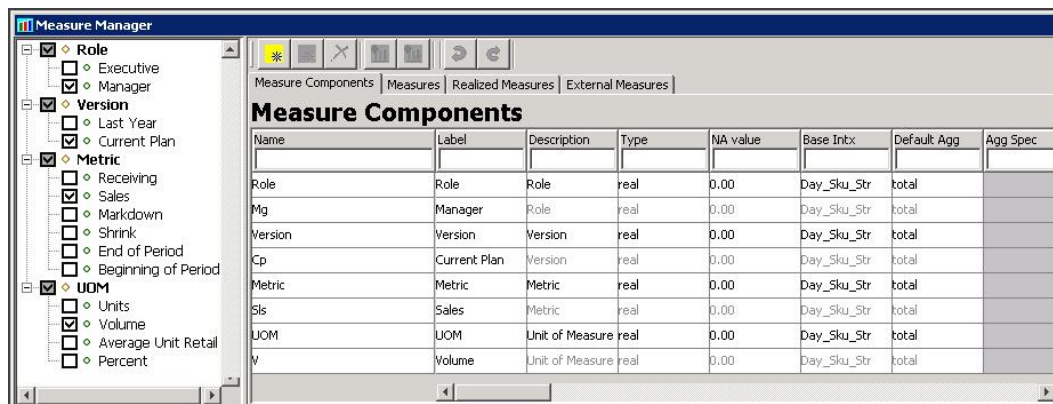 Measure Manager
Role
Executive
Manager
Version
Last Year
Current Plan
Metric
Receiving
Sales
Markdown
Shrink
End of Period
Beginning of Period
UOM
Units
Volume
Average Unit Retail
Percent
Measure Components Measures Realized Measures External Measures
Measure Components
Name Label Description Type NA value Base Intx Default Agg Agg Spec
Role Role Role real 0.00 Day_Sku_Str total
Mg Manager Role real 0.00 Day_Sku_Str total
Version Version Version real 0.00 Day_Sku_Str total
Cp Current Plan Version real 0.00 Day_Sku_Str total
Metric Metric Metric real 0.00 Day_Sku_Str total
Sls Sales Metric real 0.00 Day_Sku_Str total
UOM UOM Unit of Measure real 0.00 Day_Sku_Str total
V Volume Unit of Measure real 0.00 Day_Sku_Str total